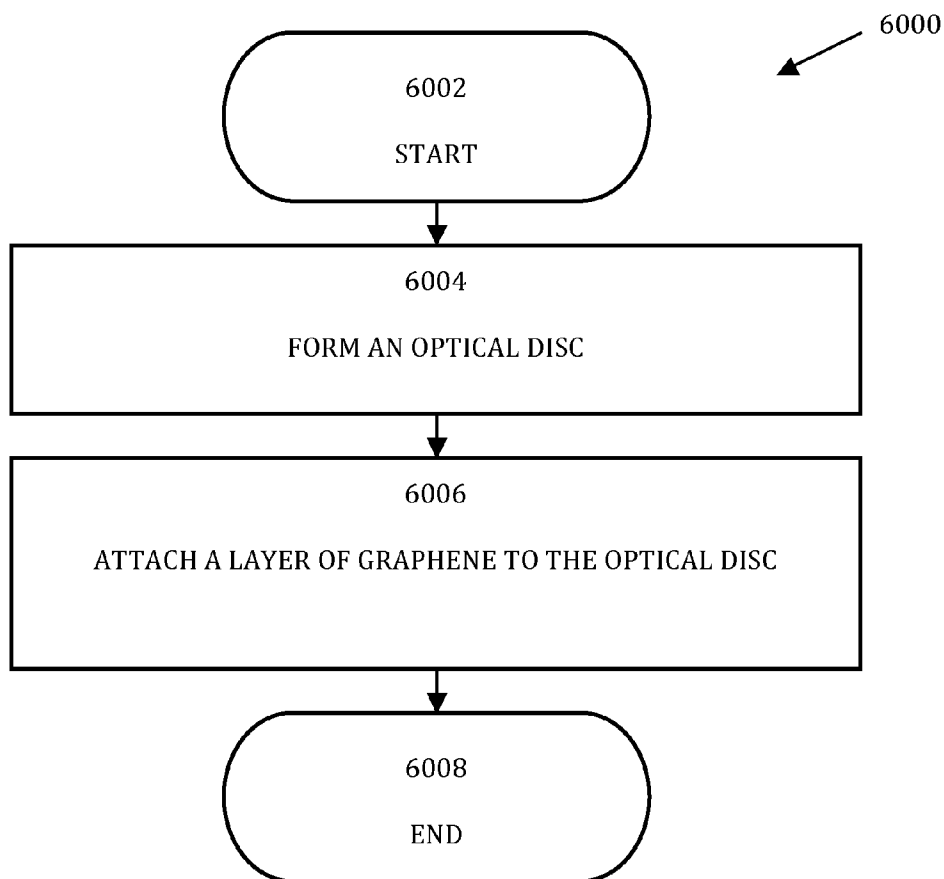 6000
6002
START
6004
FORM AN OPTICAL DISC
6006
ATTACH A LAYER OF GRAPHENE TO THE OPTICAL DISC
6008
END